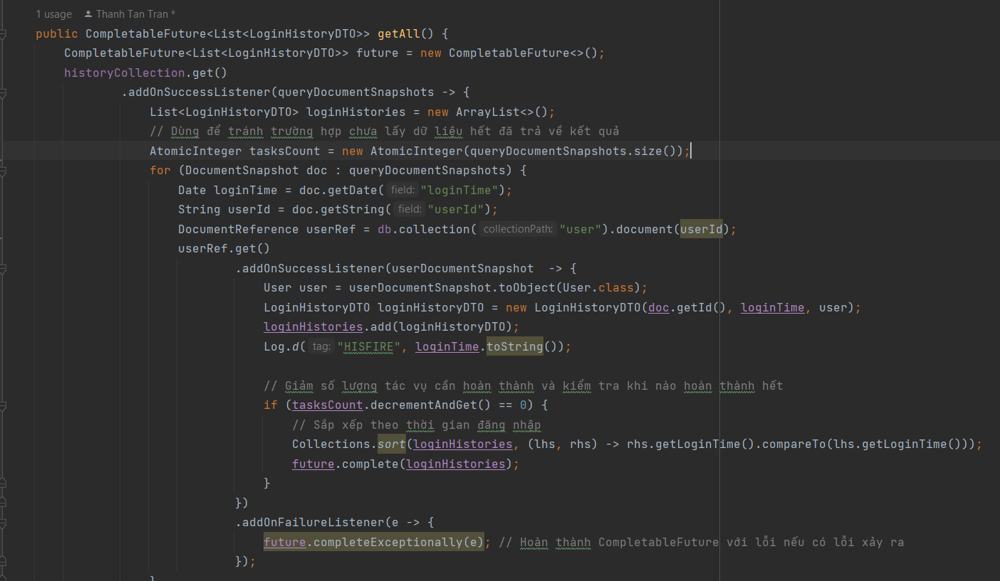 1 usage Thanh Tan Tran *
public CompletableFuture<List<LoginHistoryDTO>> getAll() {
CompletableFuture<List<LoginHistoryDTO>> future = new CompletableFuture<>();
historyCollection.get()
.addOnSuccessListener(queryDocumentSnapshots -> {
List<LoginHistoryDTO> loginHistories = new ArrayList<>();
// Dùng để tránh trường hợp chưa lấy dữ liệu hết đã trả về kết quả
AtomicInteger tasksCount = new AtomicInteger(queryDocumentSnapshots.size());
for (DocumentSnapshot doc : queryDocumentSnapshots) {
Date loginTime = doc.getDate( field: "loginTime");
String userId = doc.getString( field: "userId");
DocumentReference userRef = db.collection( collectionPath: "user").document(userId);
userRef.get()
.addOnSuccessListener(userDocumentSnapshot -> {
User user = userDocumentSnapshot.toObject(User.class);
LoginHistoryDTO loginHistoryDTO = new LoginHistoryDTO(doc.getId(), loginTime, user);
loginHistories.add(loginHistoryDTO);
Log.d( tag: "HISFIRE", loginTime.toString());
// Giảm số lượng tác vụ cần hoàn thành và kiểm tra khi nào hoàn thành hết
if (tasksCount.decrementAndGet() == 0) {
// Sắp xếp theo thời gian đăng nhập
Collections.sort(loginHistories, (lhs, rhs) -> rhs.getLoginTime().compareTo(lhs.getLoginTime()));
future.complete(loginHistories);
}
})
.addOnFailureListener(e -> {
future.completeExceptionally(e); // Hoàn thành CompletableFuture với lỗi nếu có lỗi xảy ra
});
}